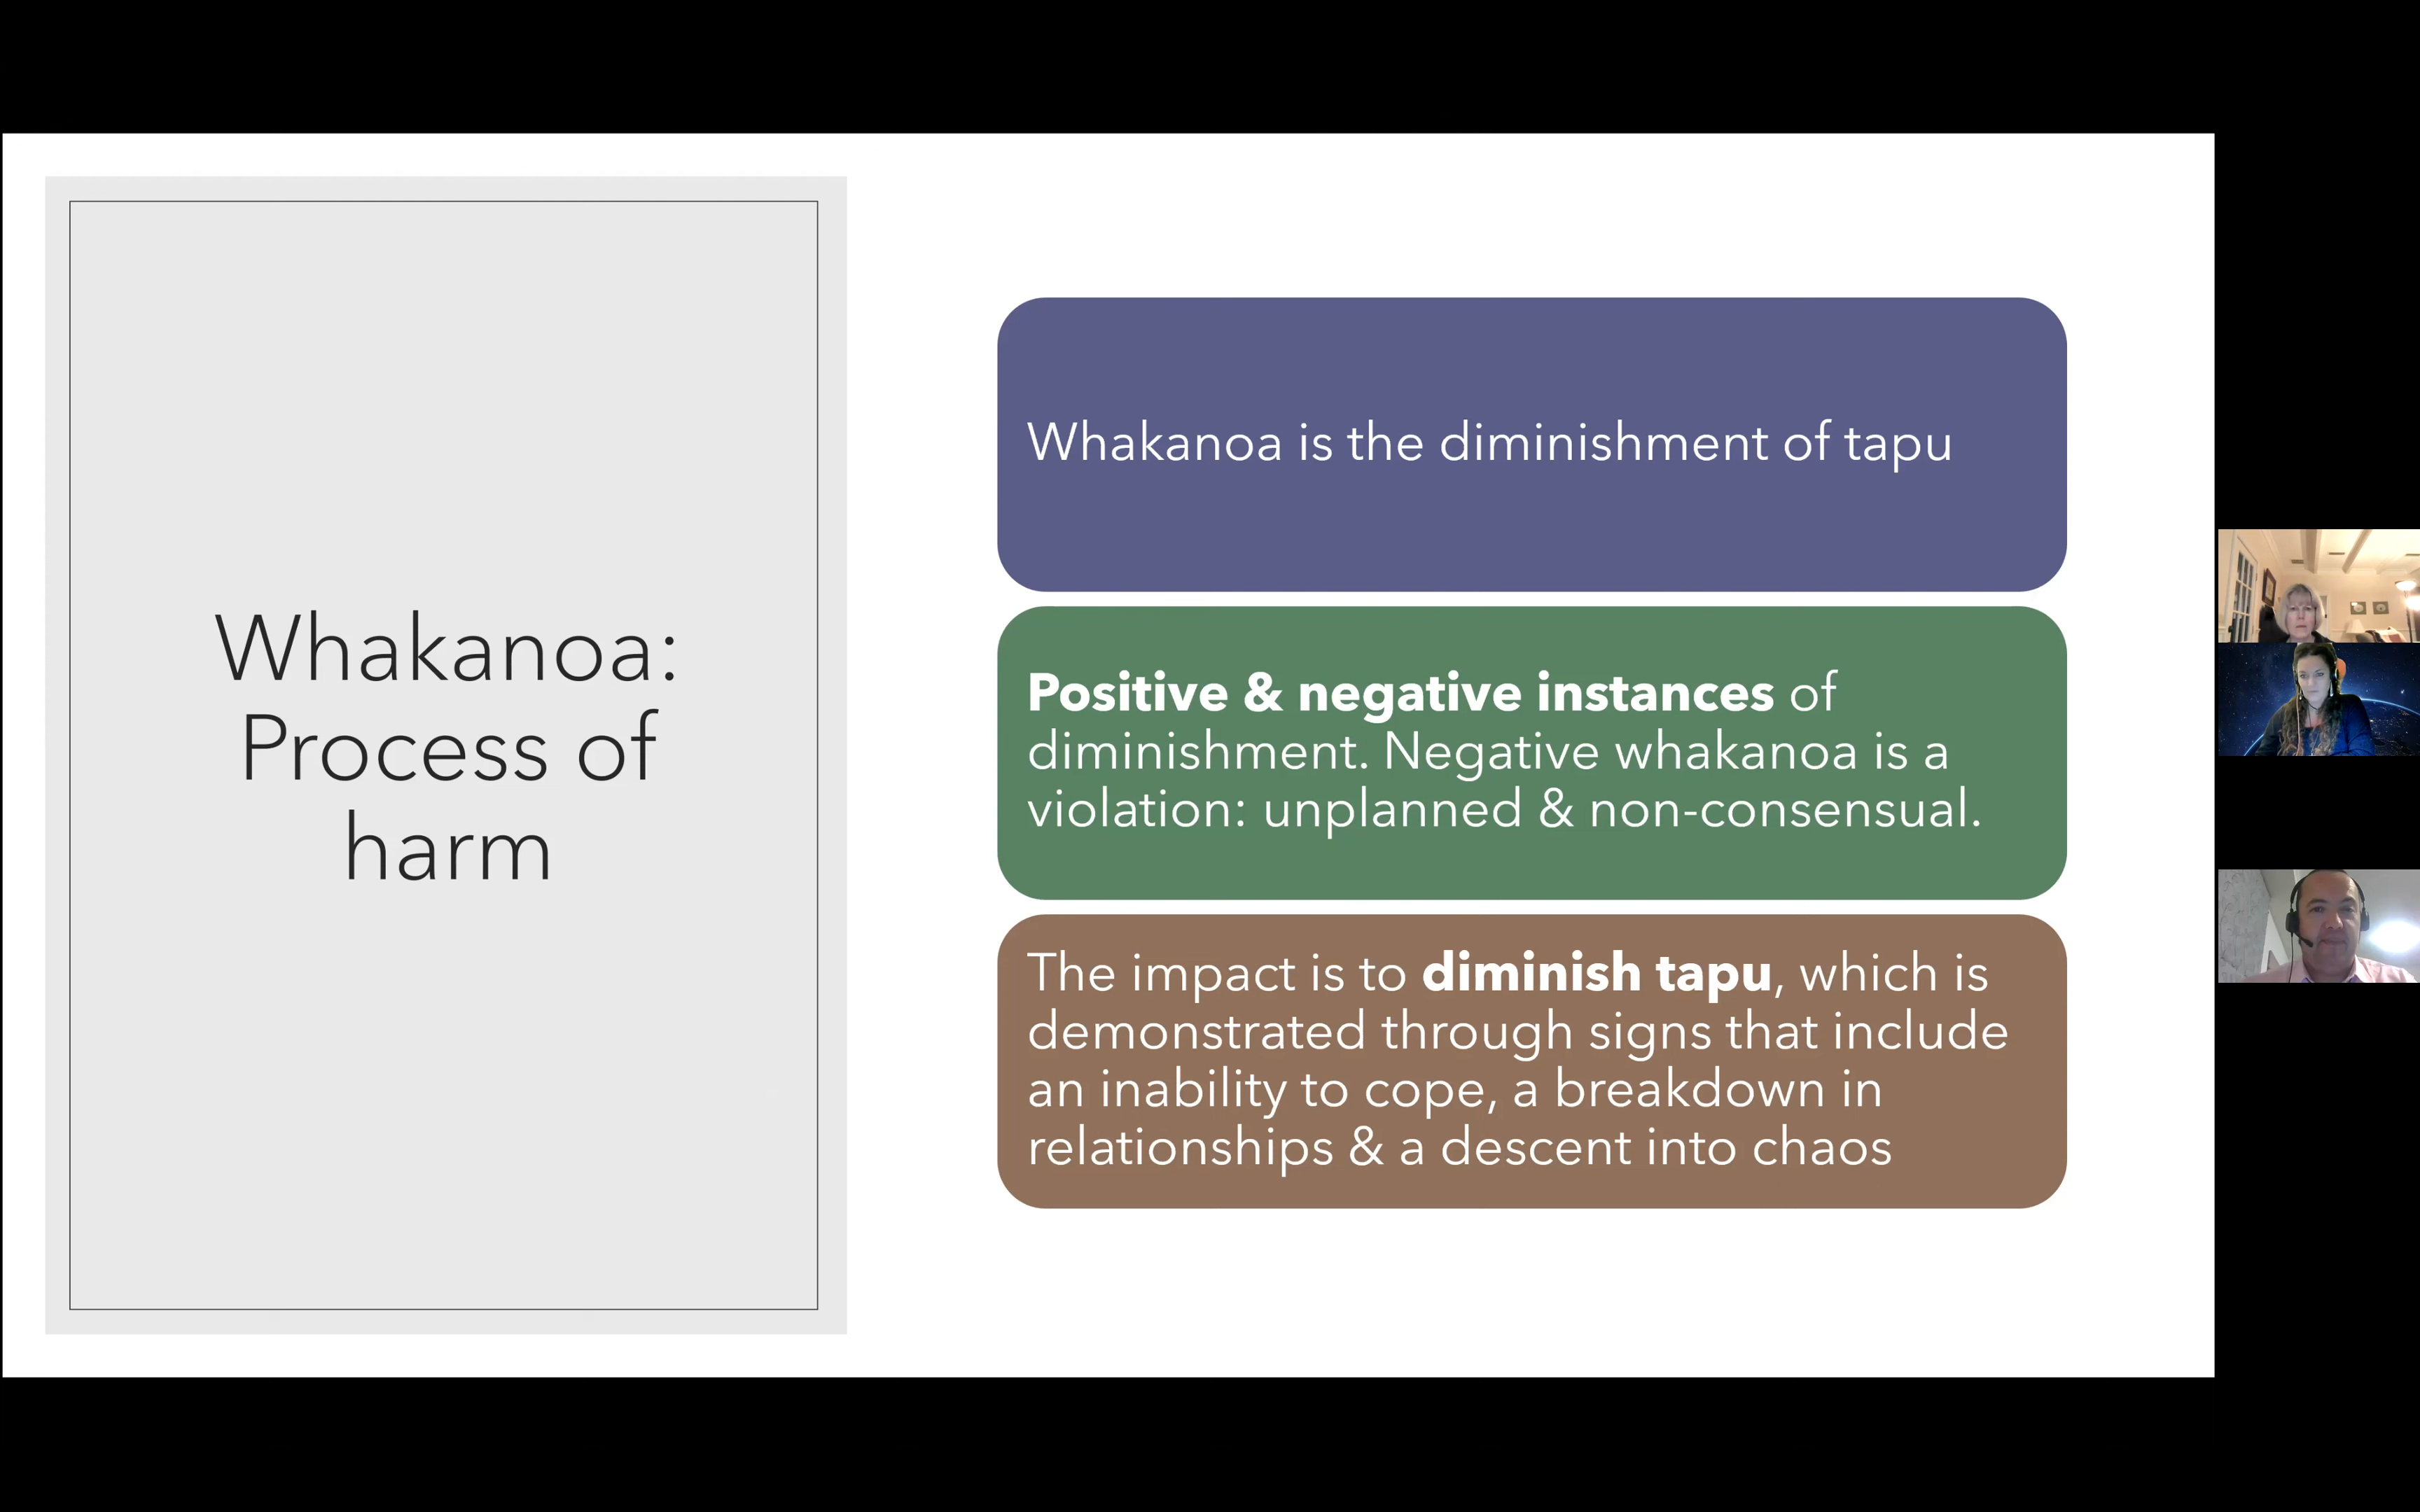 Whakanoa:
Process of
harm
Whakanoa is the diminishment of tapu
Positive & negative instances of
diminishment. Negative whakanoa is a
violation: unplanned & non-consensual.
The impact is to diminish tapu, which is
demonstrated through signs that include
an inability to cope, a breakdown in
relationships & a descent into chaos